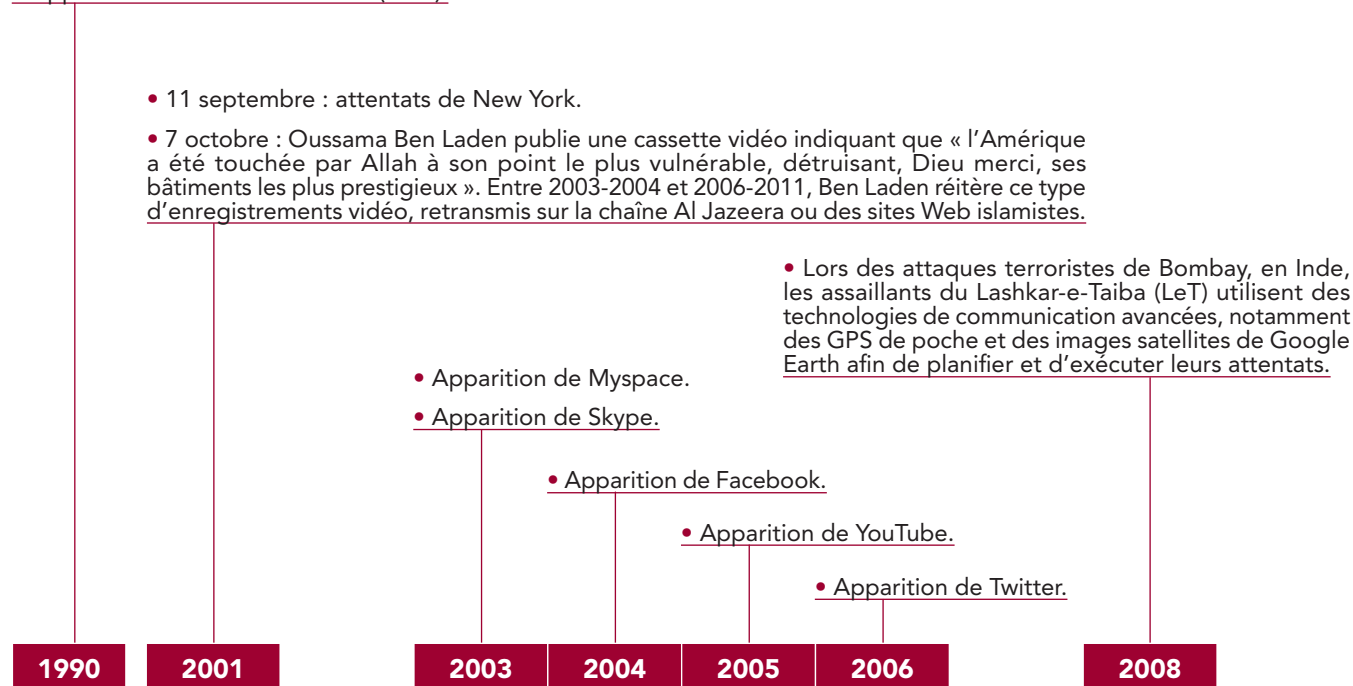 • 11 septembre : attentats de New York.
• 7 octobre : Oussama Ben Laden publie une cassette vidéo indiquant que « l’Amérique
a été touchée par Allah à son point le plus vulnérable, détruisant, Dieu merci, ses
bâtiments les plus prestigieux ». Entre 2003-2004 et 2006-2011, Ben Laden réitère ce type
d’enregistrements vidéo, retransmis sur la chaîne Al Jazeera ou des sites Web islamistes.
• Lors des attaques terroristes de Bombay, en Inde,
les assaillants du Lashkar-e-Taiba (LeT) utilisent des
technologies de communication avancées, notamment
des GPS de poche et des images satellites de Google
Earth afin de planifier et d’exécuter leurs attentats.
• Apparition de Myspace.
• Apparition de Skype.
• Apparition de Facebook.
• Apparition de YouTube.
• Apparition de Twitter.
1990 2001 2003 2004 2005 2006 2008